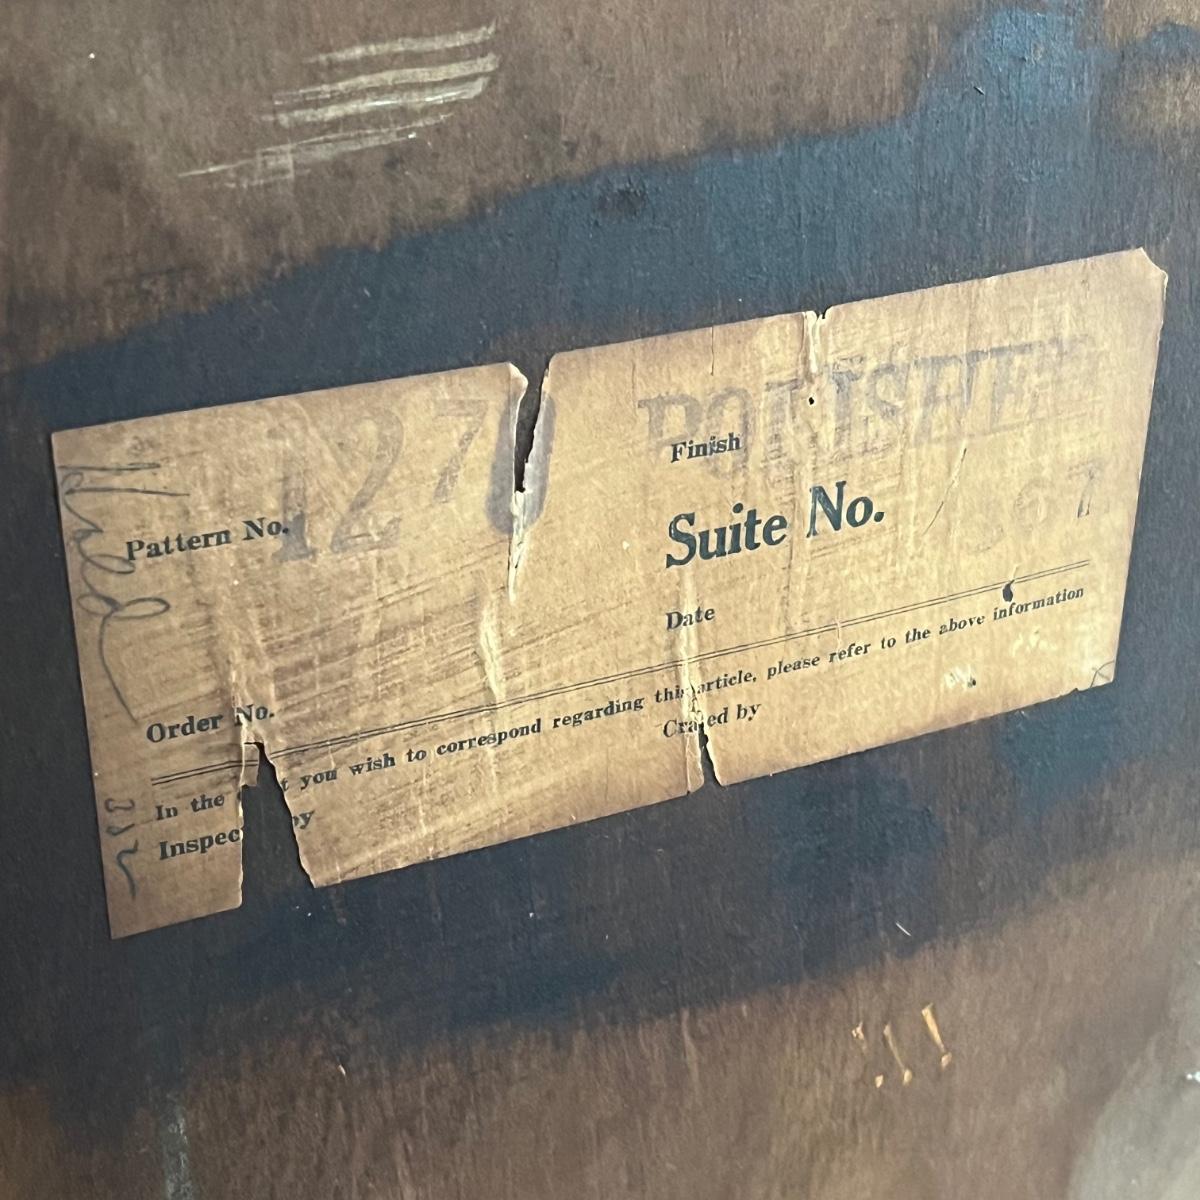 1270
POLISHED
Finish
Pattern No.
Suite No.
Date
Order No.
In the t you wish to correspond regarding this article, please refer to the above information
Inspec by
Crated by